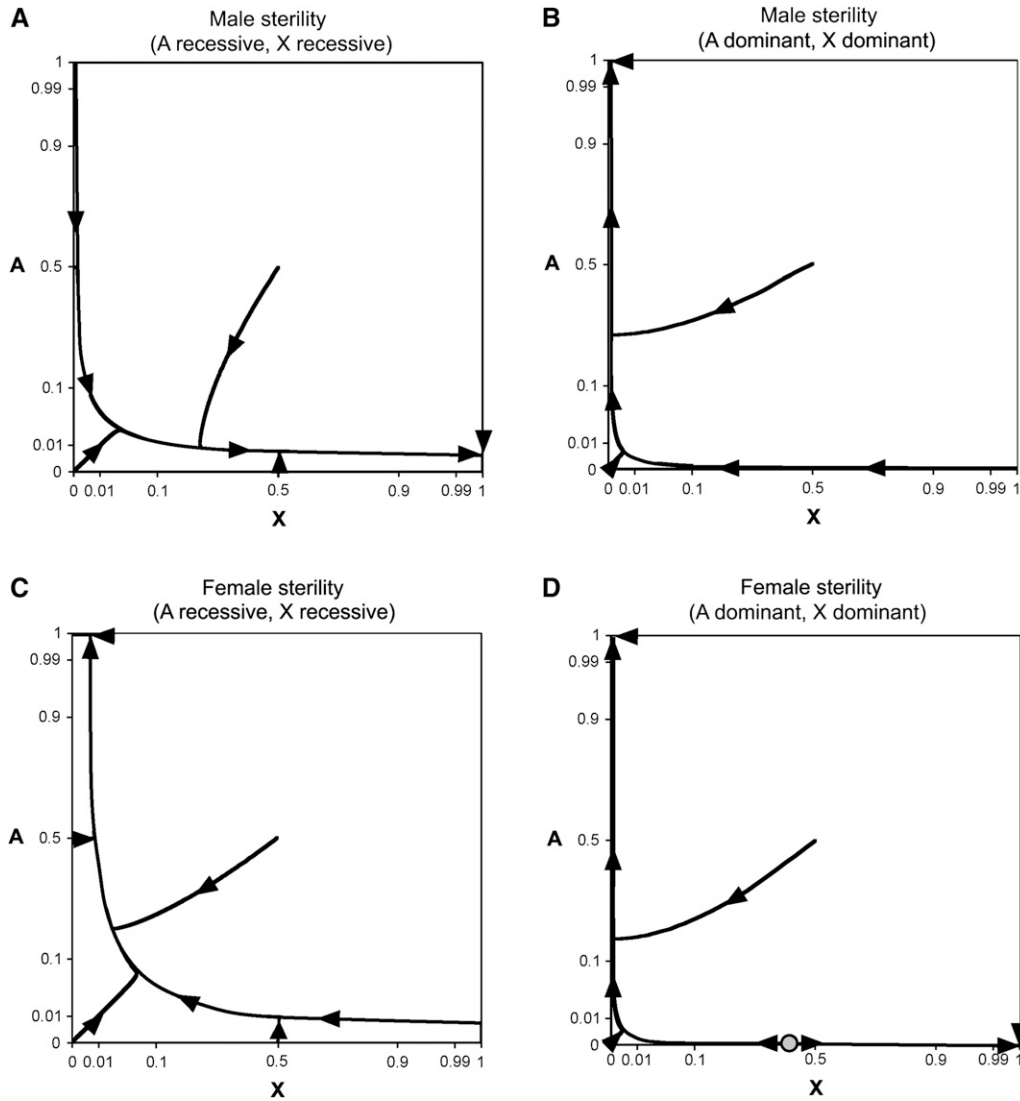 A
Male sterility
(A recessive, X recessive)
1
0.99
0.9
A
0.5
0.1
0.01
0
0 0.01 0.1 0.5 0.9 0.99 1
X
B
Male sterility
(A dominant, X dominant)
1
0.99
0.9
A
0.5
0.1
0.01
0
0 0.01 0.1 0.5 0.9 0.99 1
X
C
Female sterility
(A recessive, X recessive)
1
0.99
0.9
A
0.5
0.1
0.01
0
0 0.01 0.1 0.5 0.9 0.99 1
X
D
Female sterility
(A dominant, X dominant)
1
0.99
0.9
A
0.5
0.1
0.01
0
0 0.01 0.1 0.5 0.9 0.99 1
X